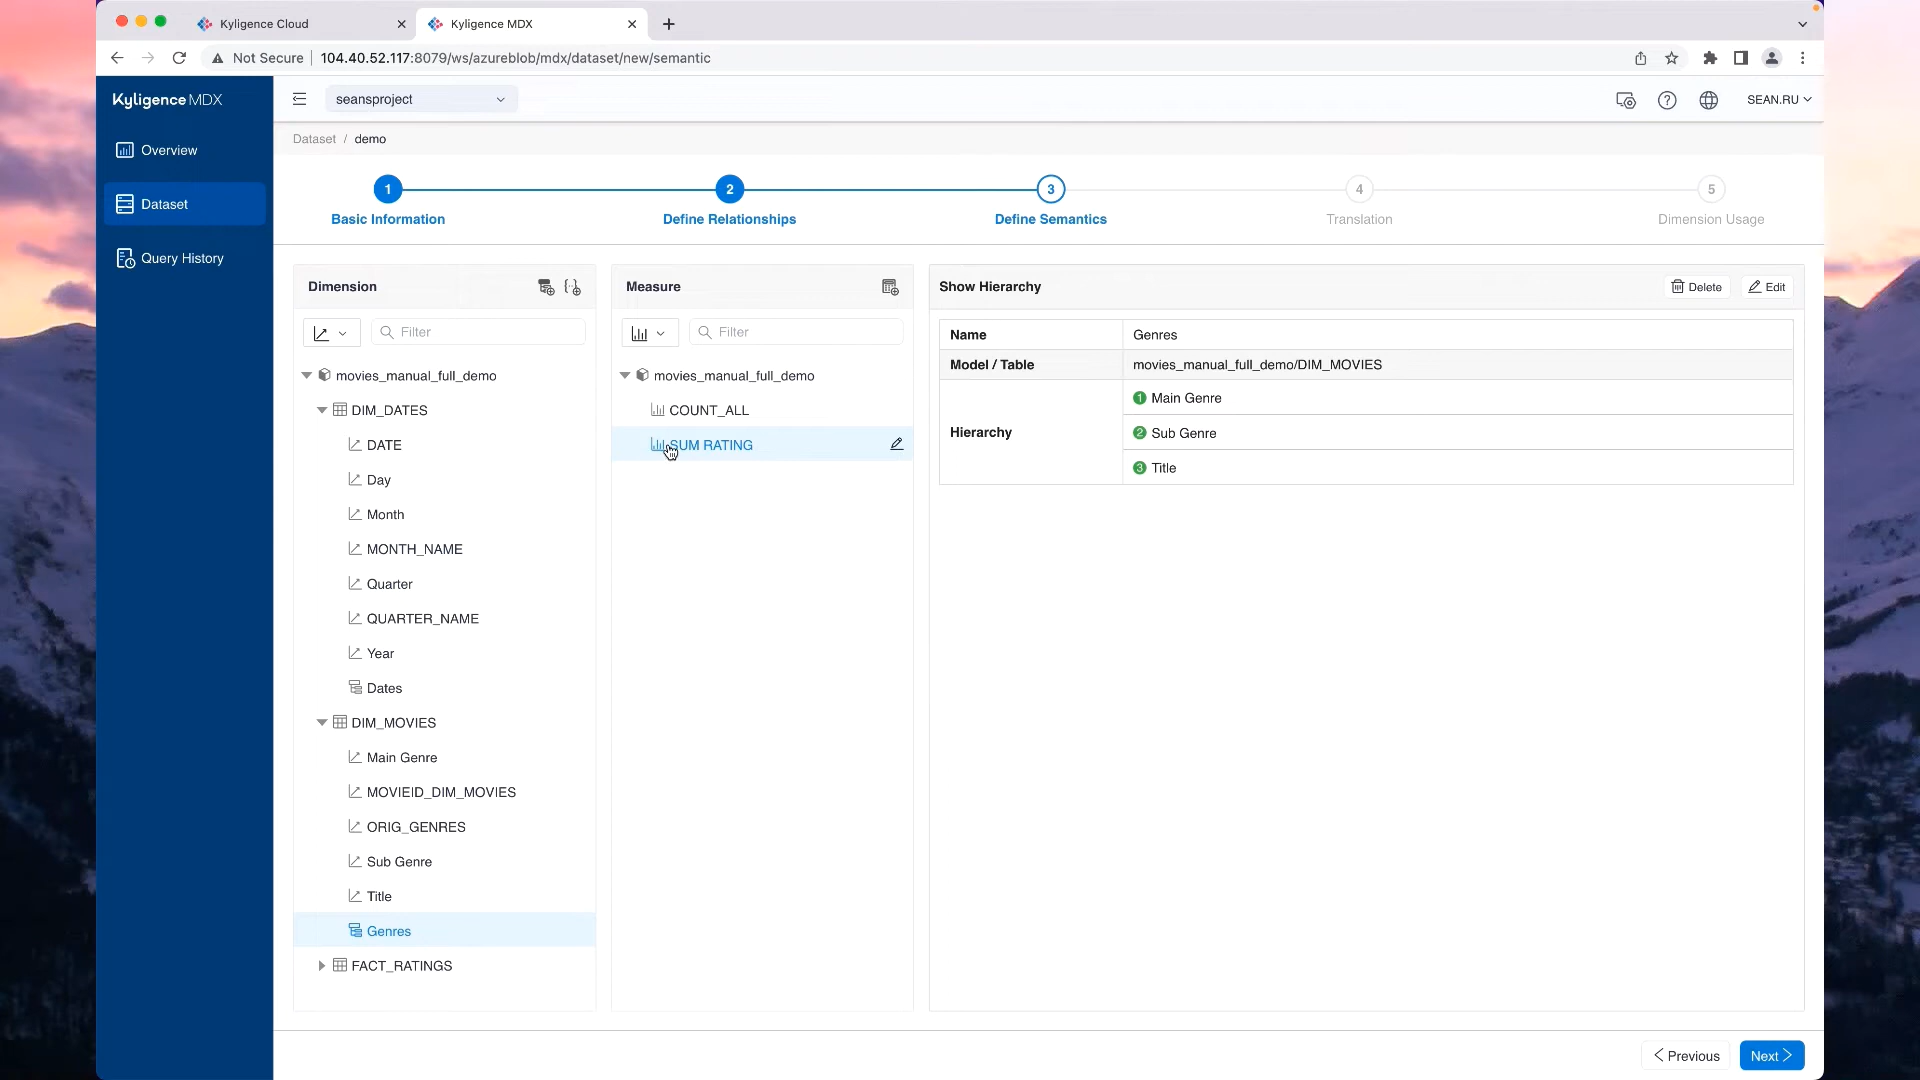 Kyligence Cloud
Kyligence MDX
Not Secure 104.40.52.117:8079/ws/azureblob/mdx/dataset/new/semantic
Kyligence MDX
seansproject
SEAN.RU
Overview
Dataset
Query History
Dataset / demo
1 2 3 4 5
Basic Information Define Relationships Define Semantics Translation Dimension Usage
Dimension
Filter
movies_manual_full_demo
DIM_DATES
DATE
Day
Month
MONTH_NAME
Quarter
QUARTER_NAME
Year
Dates
DIM_MOVIES
Main Genre
MOVIEID_DIM_MOVIES
ORIG_GENRES
Sub Genre
Title
Genres
FACT_RATINGS
Measure
Filter
movies_manual_full_demo
COUNT_ALL
SUM RATING
Show Hierarchy
Delete Edit
Name Genres
Model / Table movies_manual_full_demo/DIM_MOVIES
Hierarchy
1 Main Genre
2 Sub Genre
3 Title
Previous Next